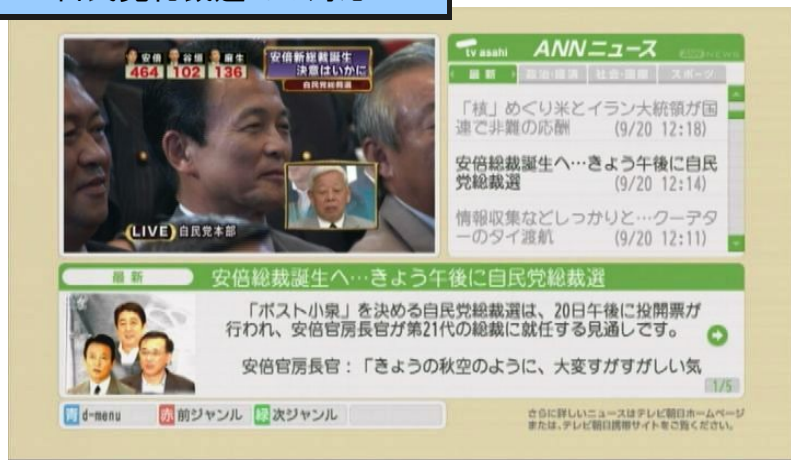 安倍 谷垣 麻生
464 102 136
安倍新総裁誕生
決意はいかに
自民党総裁選
LIVE 自民党本部
tv asahi ANNニュース
最新 政治・経済 社会・国際 スポーツ
「核」めぐり米とイラン大統領が国
連で非難の応酬 (9/20 12:18)
安倍総裁誕生へ…きょう午後に自民
党総裁選 (9/20 12:14)
情報収集などしっかりと…クーデタ
ーのタイ渡航 (9/20 12:11)
最新 安倍総裁誕生へ…きょう午後に自民党総裁選
「ポスト小泉」を決める自民党総裁選は、20日午後に投開票が
行われ、安倍官房長官が第21代の総裁に就任する見通しです。
安倍官房長官：「きょうの秋空のように、大変すがすがしい気
1/5
青 d-menu 赤 前ジャンル 緑 次ジャンル
さらに詳しいニュースはテレビ朝日ホームページ
または、テレビ朝日携帯サイトをご覧ください。